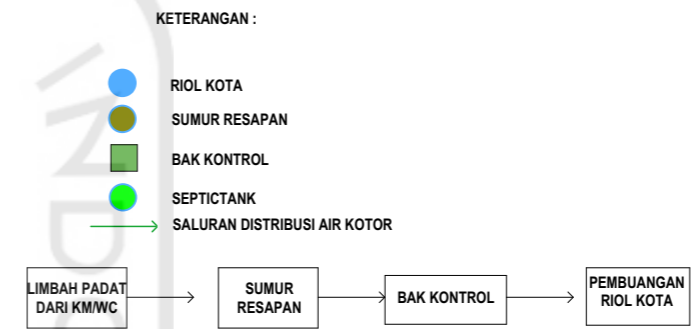 KETERANGAN :
RIOL KOTA
SUMUR RESAPAN
BAK KONTROL
SEPTICTANK
SALURAN DISTRIBUSI AIR KOTOR
LIMBAH PADAT
DARI KM/WC
SUMUR
RESAPAN
BAK KONTROL
PEMBUANGAN
RIOL KOTA